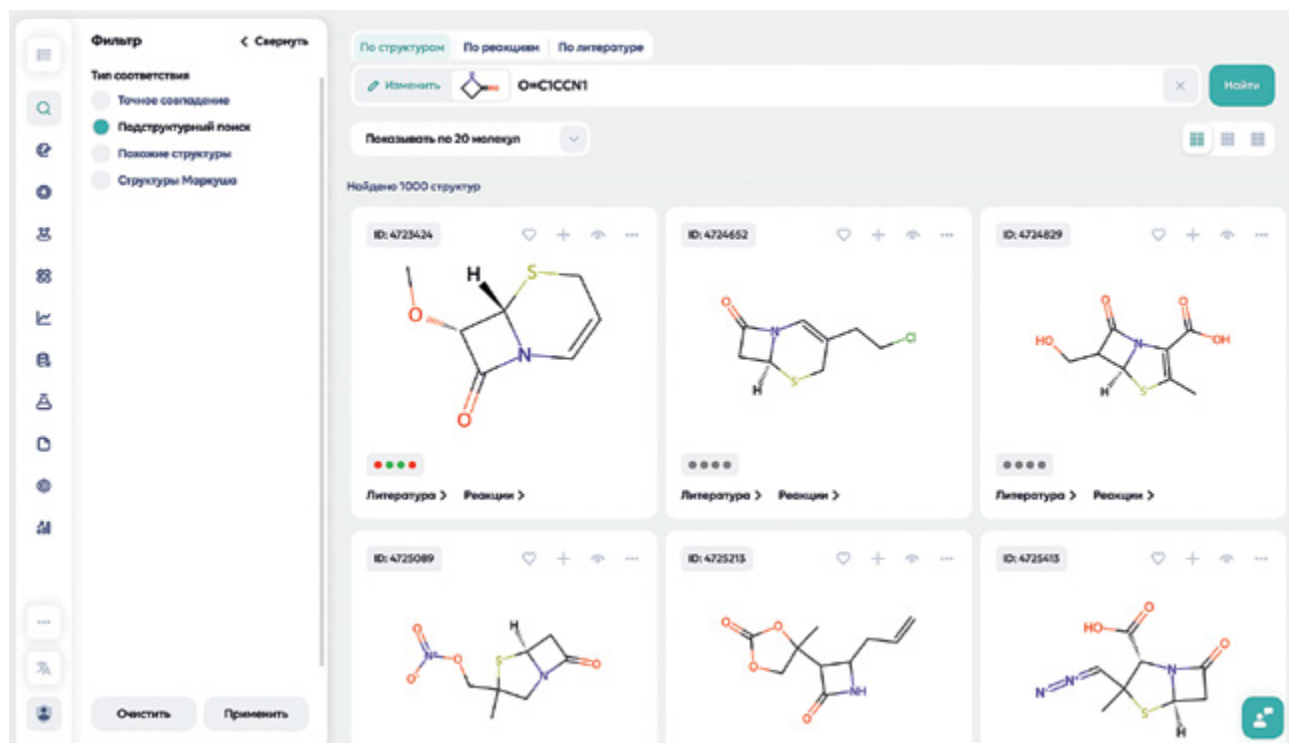 Фильтр
Свернуть
Тип соответствия
Точное совпадение
Подструктурный поиск
Похожие структуры
Структуры Маркуша
Очистить
Применить
По структурам
По реакциям
По литературе
Изменить
O=C1CCN1
Найти
Показывать по 20 молекул
Найдено 1000 структур
ID: 4723424
H
S
O
N
O
Литература
Реакции
ID: 4724652
O
N
Cl
S
H
Литература
Реакции
ID: 4724829
O
O
HO
N
OH
H
S
Литература
Реакции
ID: 4725089
O
H
N+
O
S
O
O-
N
ID: 4725213
O
O
O
NH
O
ID: 4725413
O
HO
O
N
N
N
S
H